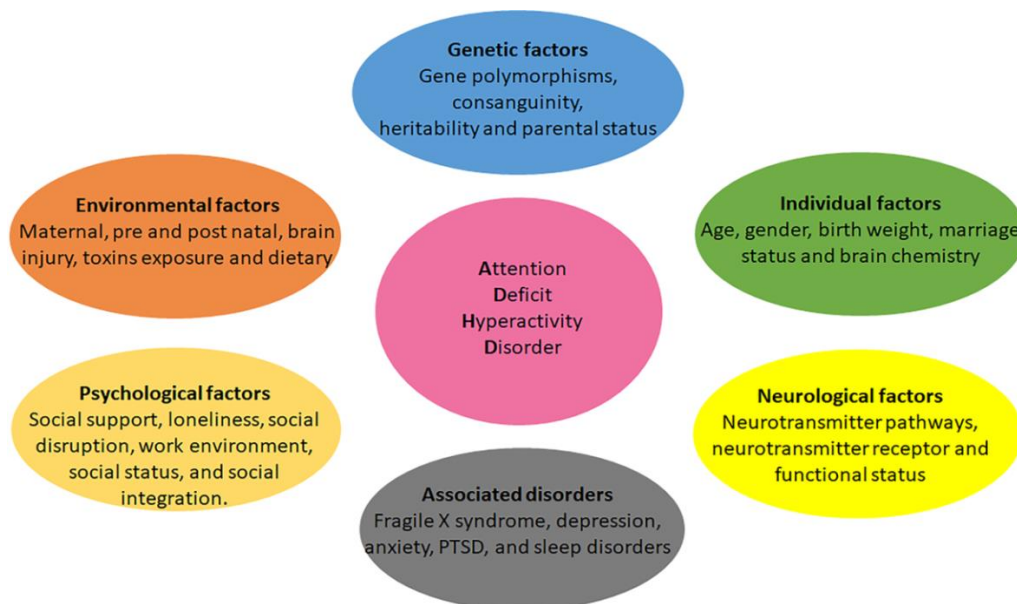 Genetic factors
Gene polymorphisms,
consanguinity,
heritability and parental status
Environmental factors
Maternal, pre and post natal, brain
injury, toxins exposure and dietary
Individual factors
Age, gender, birth weight, marriage
status and brain chemistry
Attention
Deficit
Hyperactivity
Disorder
Psychological factors
Social support, loneliness, social
disruption, work environment,
social status, and social
integration.
Neurological factors
Neurotransmitter pathways,
neurotransmitter receptor and
functional status
Associated disorders
Fragile X syndrome, depression,
anxiety, PTSD, and sleep disorders